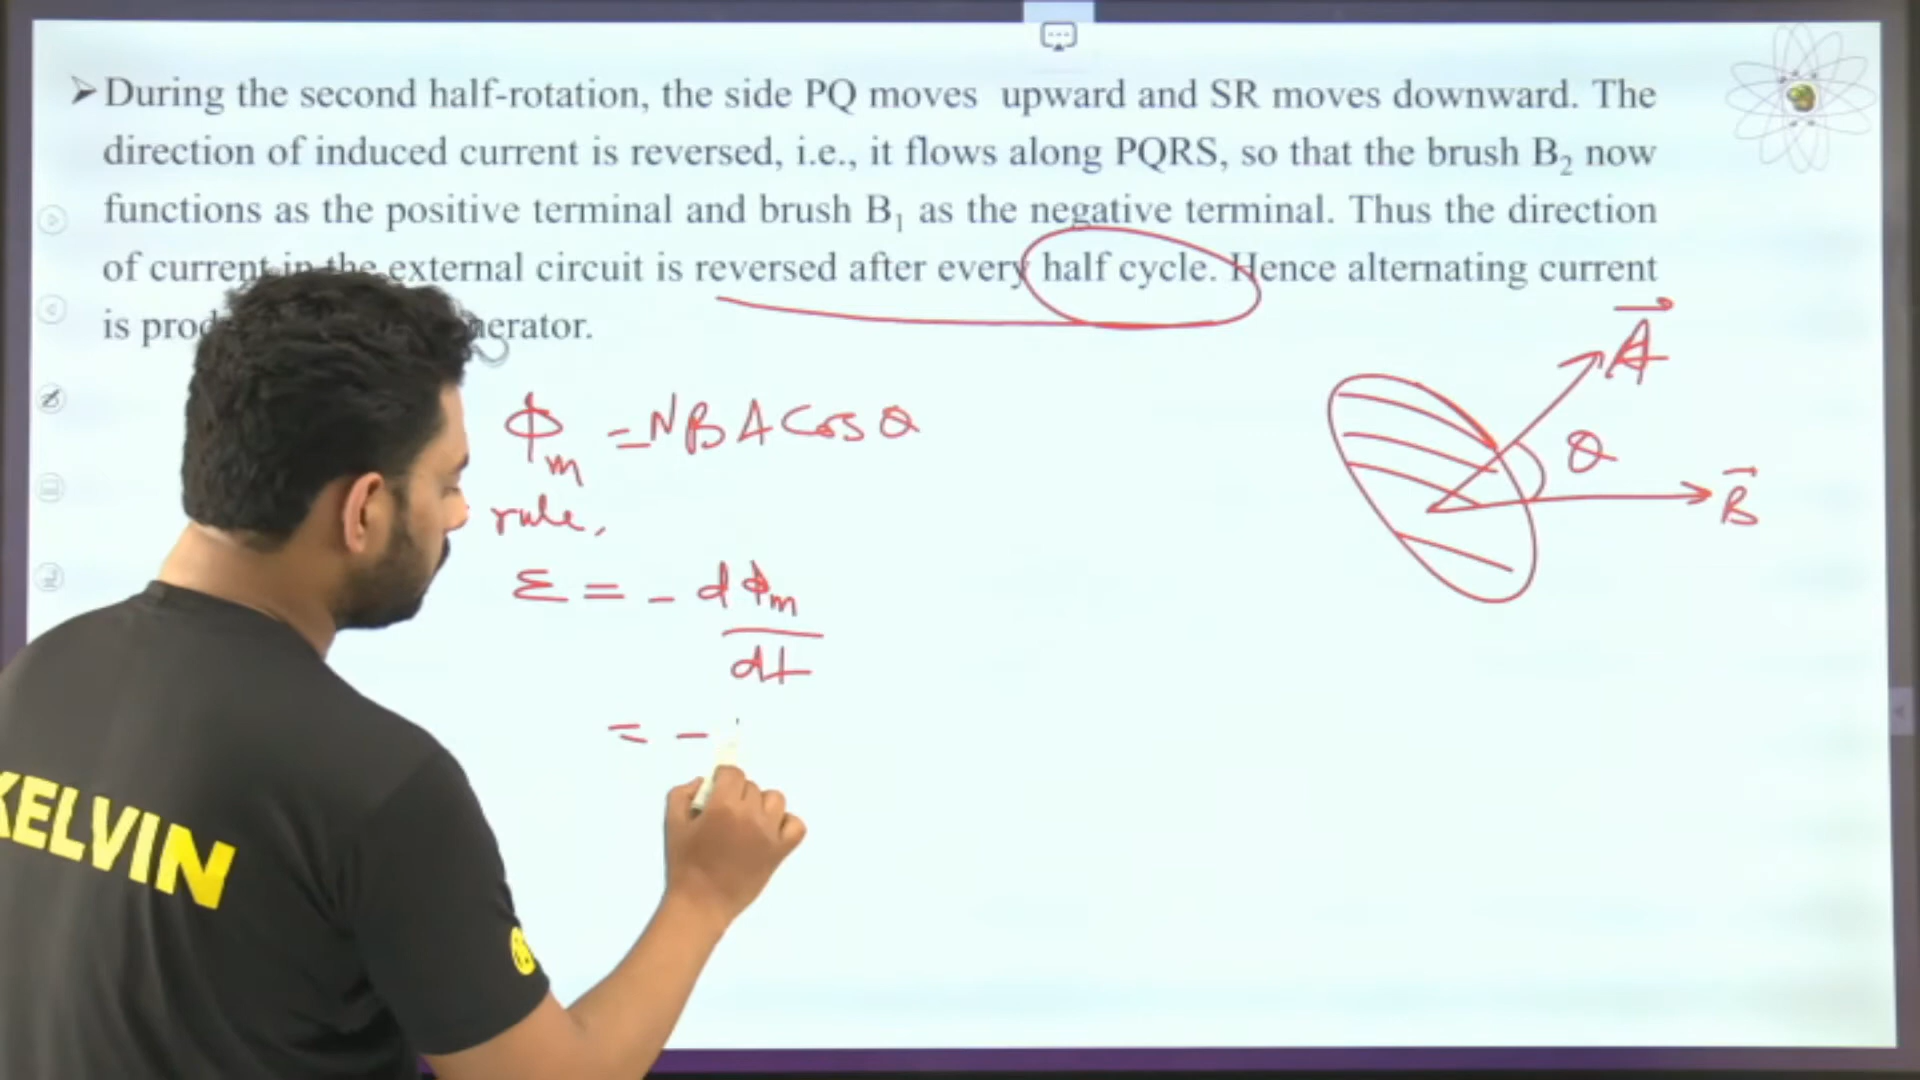 ➤During the second half-rotation, the side PQ moves upward and SR moves downward. The
direction of induced current is reversed, i.e., it flows along PQRS, so that the brush B₂ now
functions as the positive terminal and brush B₁ as the negative terminal. Thus the direction
of current in the external circuit is reversed after every half cycle. Hence alternating current
is nerator.
ϕm = NBA Cos θ
rule,
Ɛ = - dϕm
dt
= -
A⃗
θ
B⃗
KELVIN